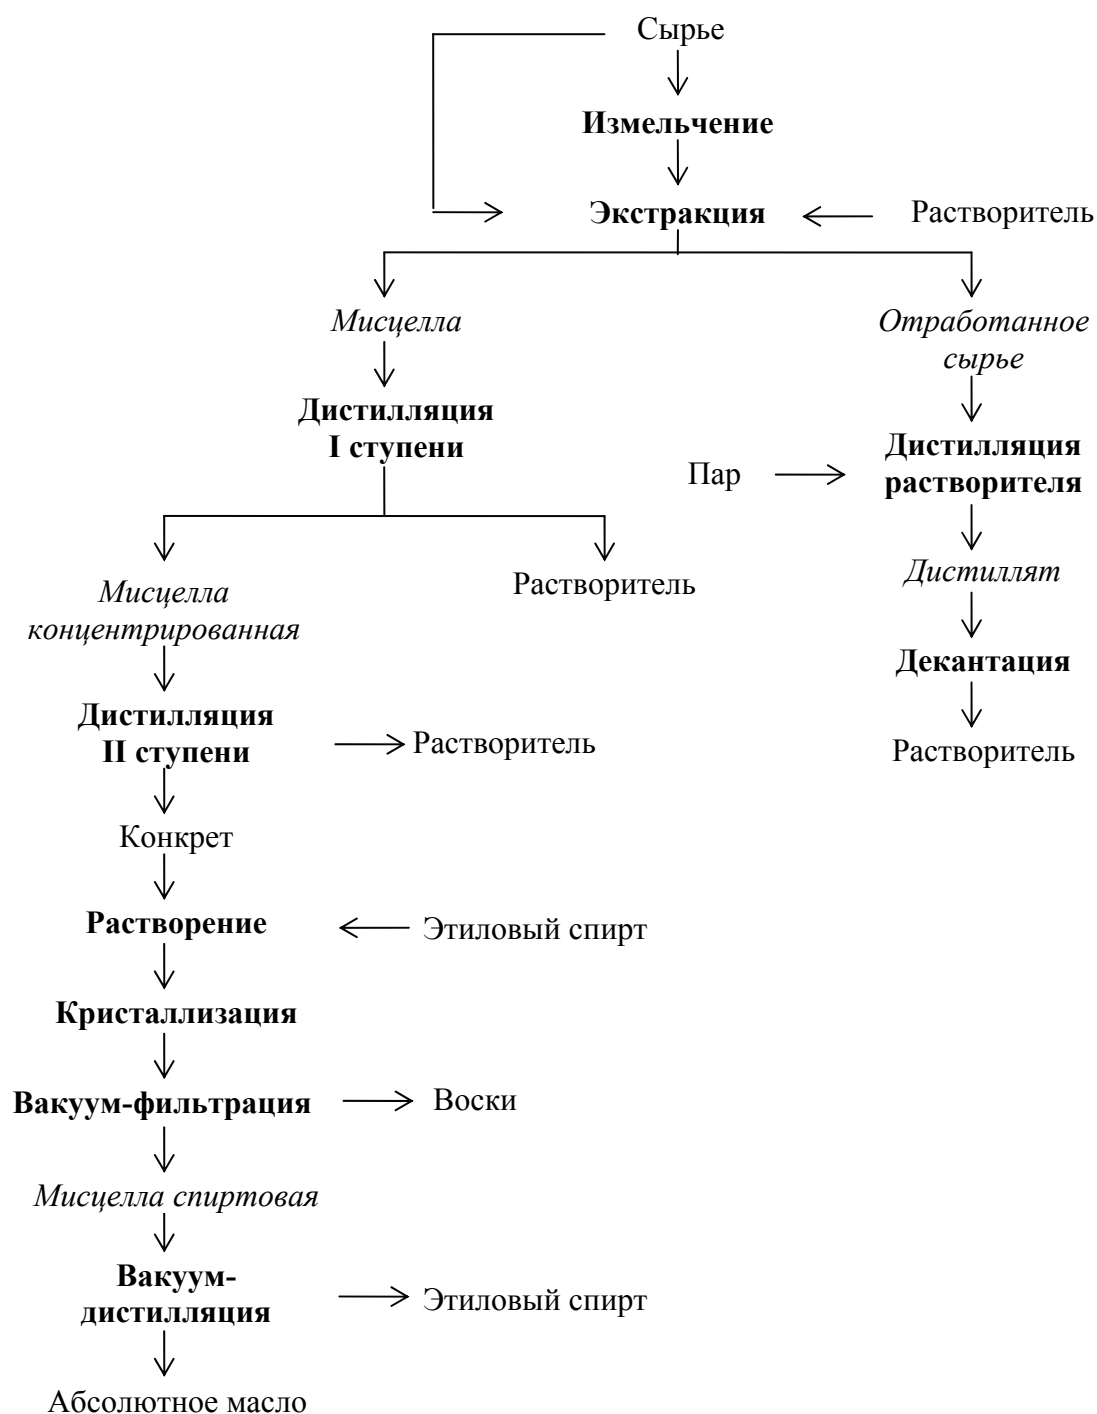 Сырье
Измельчение
Экстракция
Растворитель
Мисцелла
Отработанное
сырье
Дистилляция
I ступени
Пар
Дистилляция
растворителя
Мисцелла
концентрированная
Растворитель
Дистиллят
Декантация
Дистилляция
II ступени
Растворитель
Растворитель
Конкрет
Растворение
Этиловый спирт
Кристаллизация
Вакуум-фильтрация
Воски
Мисцелла спиртовая
Вакуум-
дистилляция
Этиловый спирт
Абсолютное масло